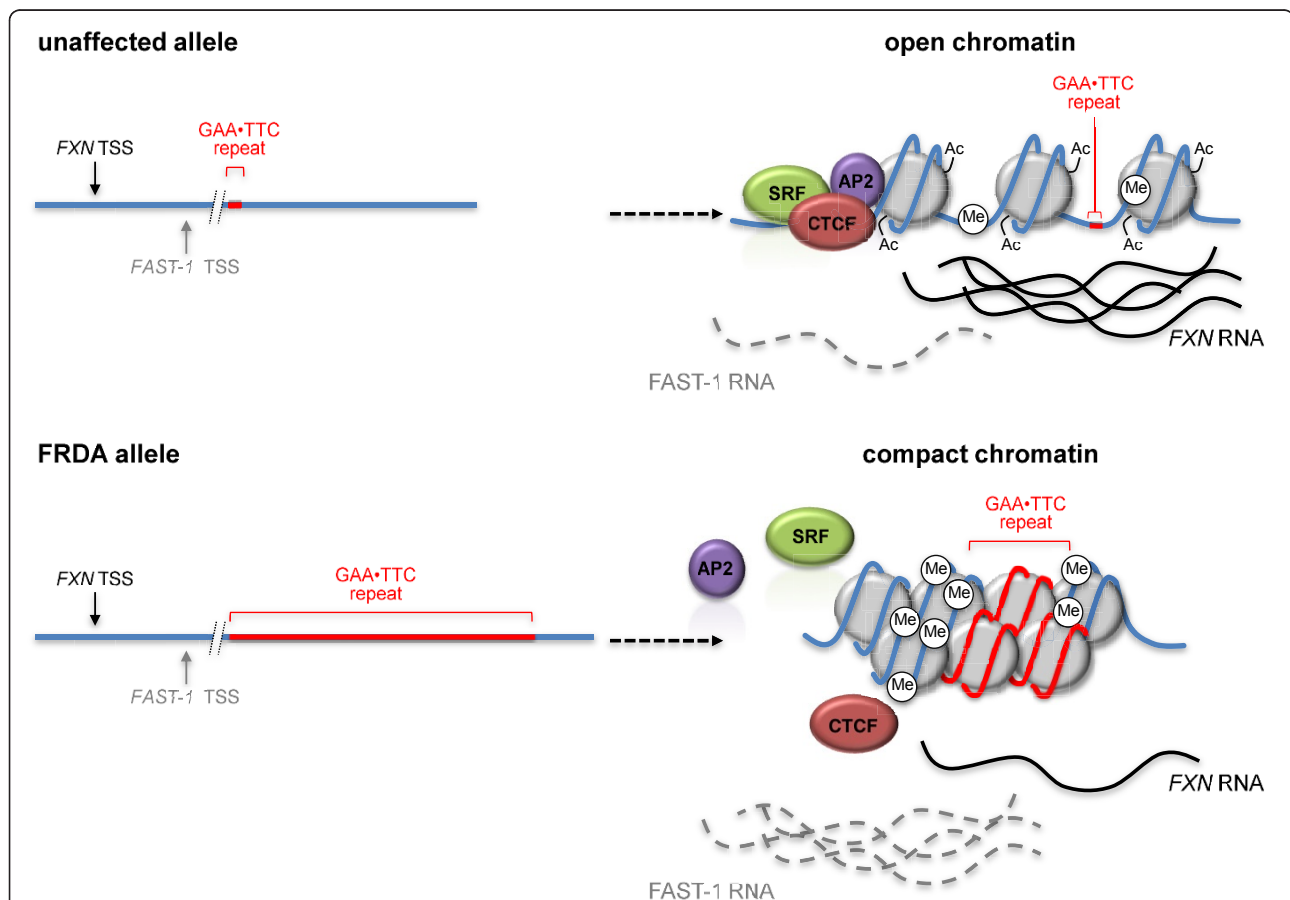 unaffected allele
open chromatin
GAA•TTC
repeat
FXN TSS
GAA•TTC
repeat
FAST-1 TSS
SRF
AP2
CTCF
Ac
Ac
Ac
Ac
Ac
Ac
Me
Me
FXN RNA
FAST-1 RNA
FRDA allele
compact chromatin
GAA•TTC
repeat
FXN TSS
GAA•TTC
repeat
FAST-1 TSS
AP2
SRF
CTCF
Me
Me
Me
Me
Me
Me
Me
FXN RNA
FAST-1 RNA